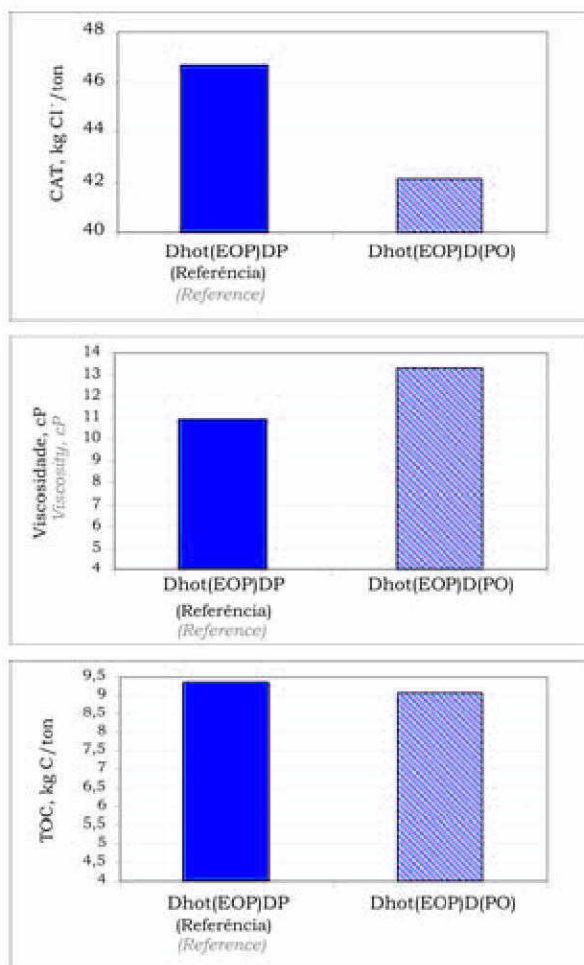 48
46
44
42
40
CAT, kg Cl⁻/ton
Dhot(EOP)DP
(Referência)
(Reference)
Dhot(EOP)D(PO)
14
13
12
11
10
9
8
7
6
5
4
Viscosidade, cP
Viscosity, cP
Dhot(EOP)DP
(Referência)
(Reference)
Dhot(EOP)D(PO)
9,5
9
8,5
8
7,5
7
6,5
6
5,5
5
4,5
4
TOC, kg C/ton
Dhot(EOP)DP
(Referência)
(Reference)
Dhot(EOP)D(PO)